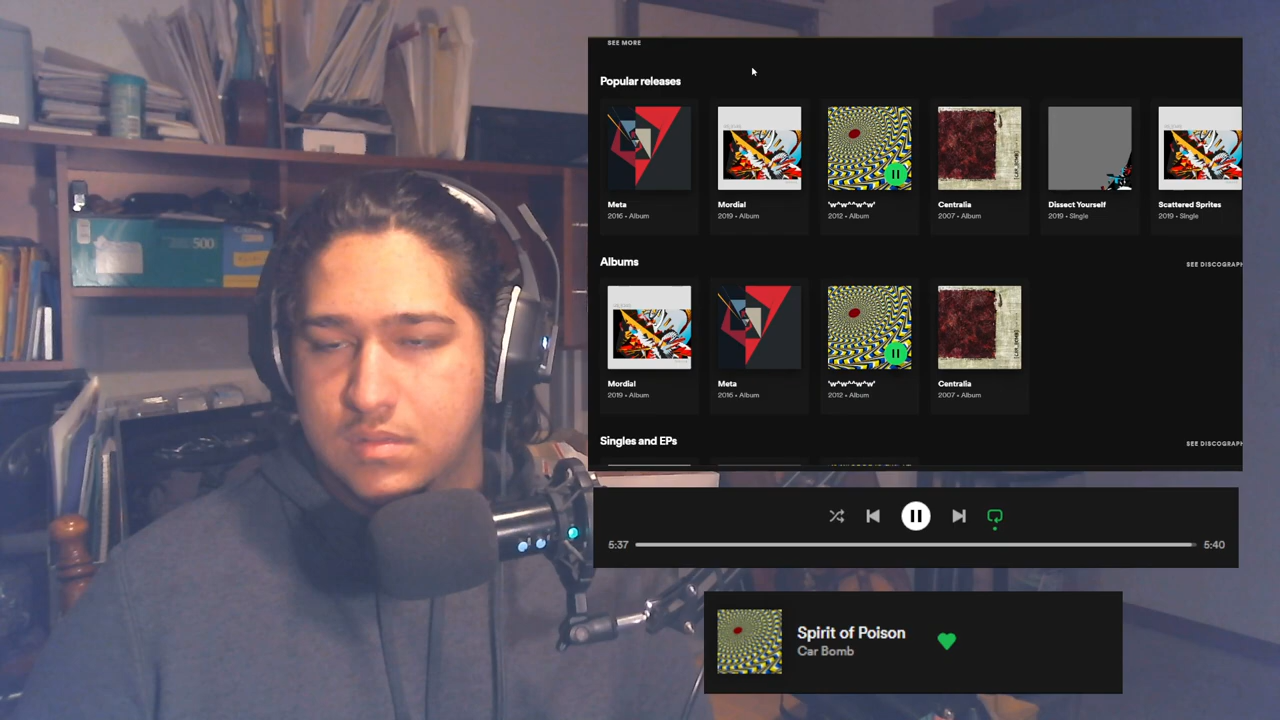 SEE MORE
Popular releases
Meta
2016 • Album
Mordial
2019 • Album
'w^w^^w^w'
2012 • Album
Centralia
2007 • Album
Dissect Yourself
2019 • Single
Scattered Sprites
2019 • Single
Albums
SEE DISCOGRAPH
Mordial
2019 • Album
Meta
2016 • Album
'w^w^^w^w'
2012 • Album
Centralia
2007 • Album
Singles and EPs
SEE DISCOGRAPH
5:37
5:40
Spirit of Poison
Car Bomb
500